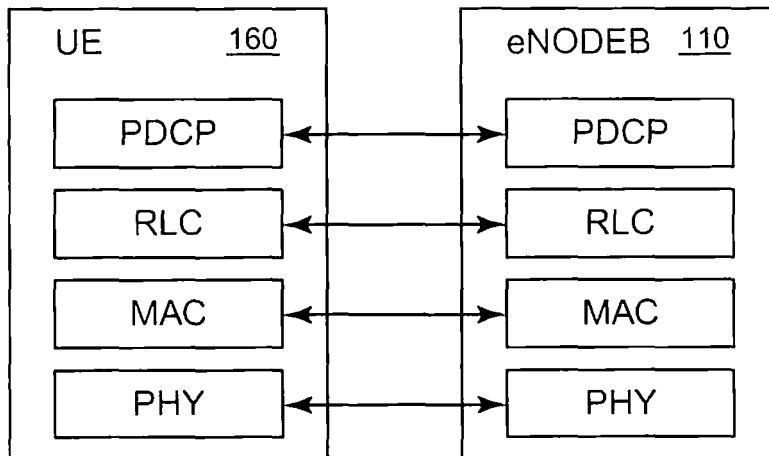 UE 160 eNODEB 110
PDCP PDCP
RLC RLC
MAC MAC
PHY PHY